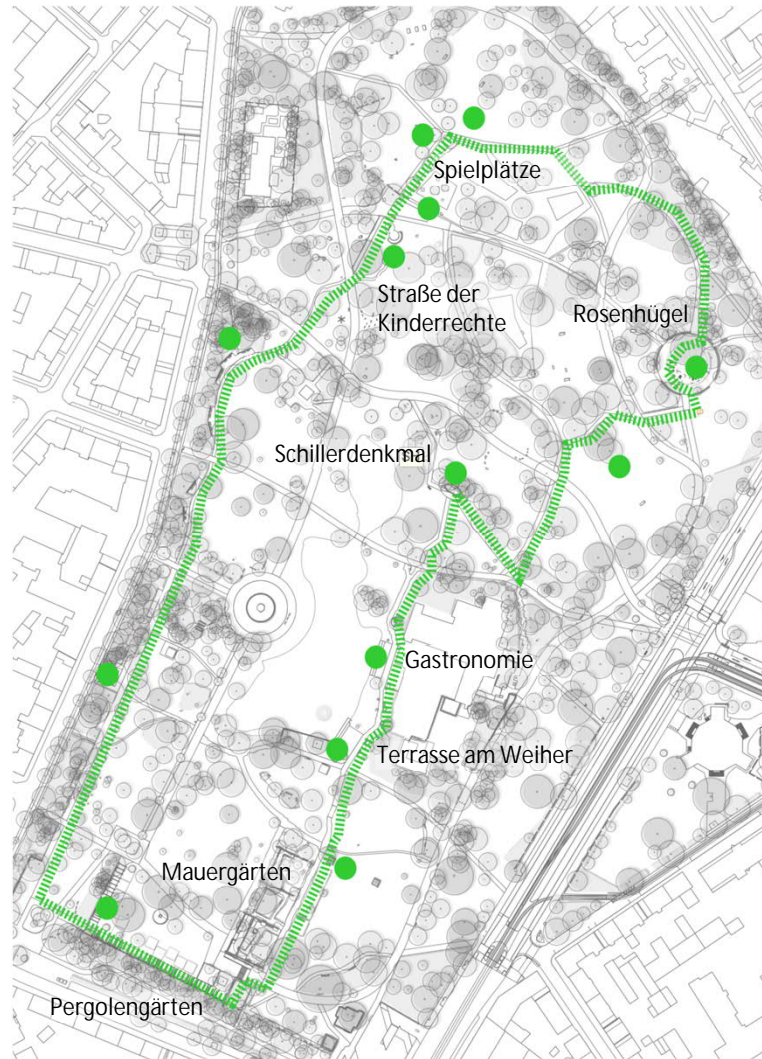 Spielplätze
Straße der
Kinderrechte
Rosenhügel
Schillerdenkmal
Gastronomie
Terrasse am Weiher
Mauergärten
Pergolengärten